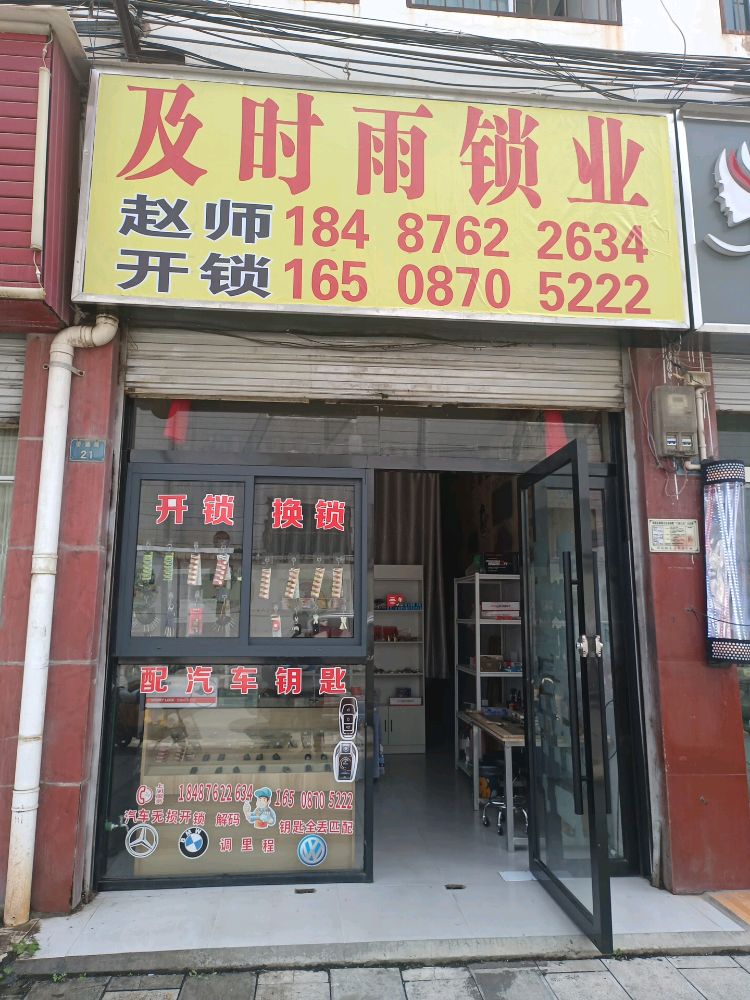 及时雨锁业
赵师 184 8762 2634
开锁 165 0870 5222
21
开锁 换锁
配汽车钥匙
18487622634 165 0870 5222
汽车无损开锁 解码 钥匙全丢匹配
调里程